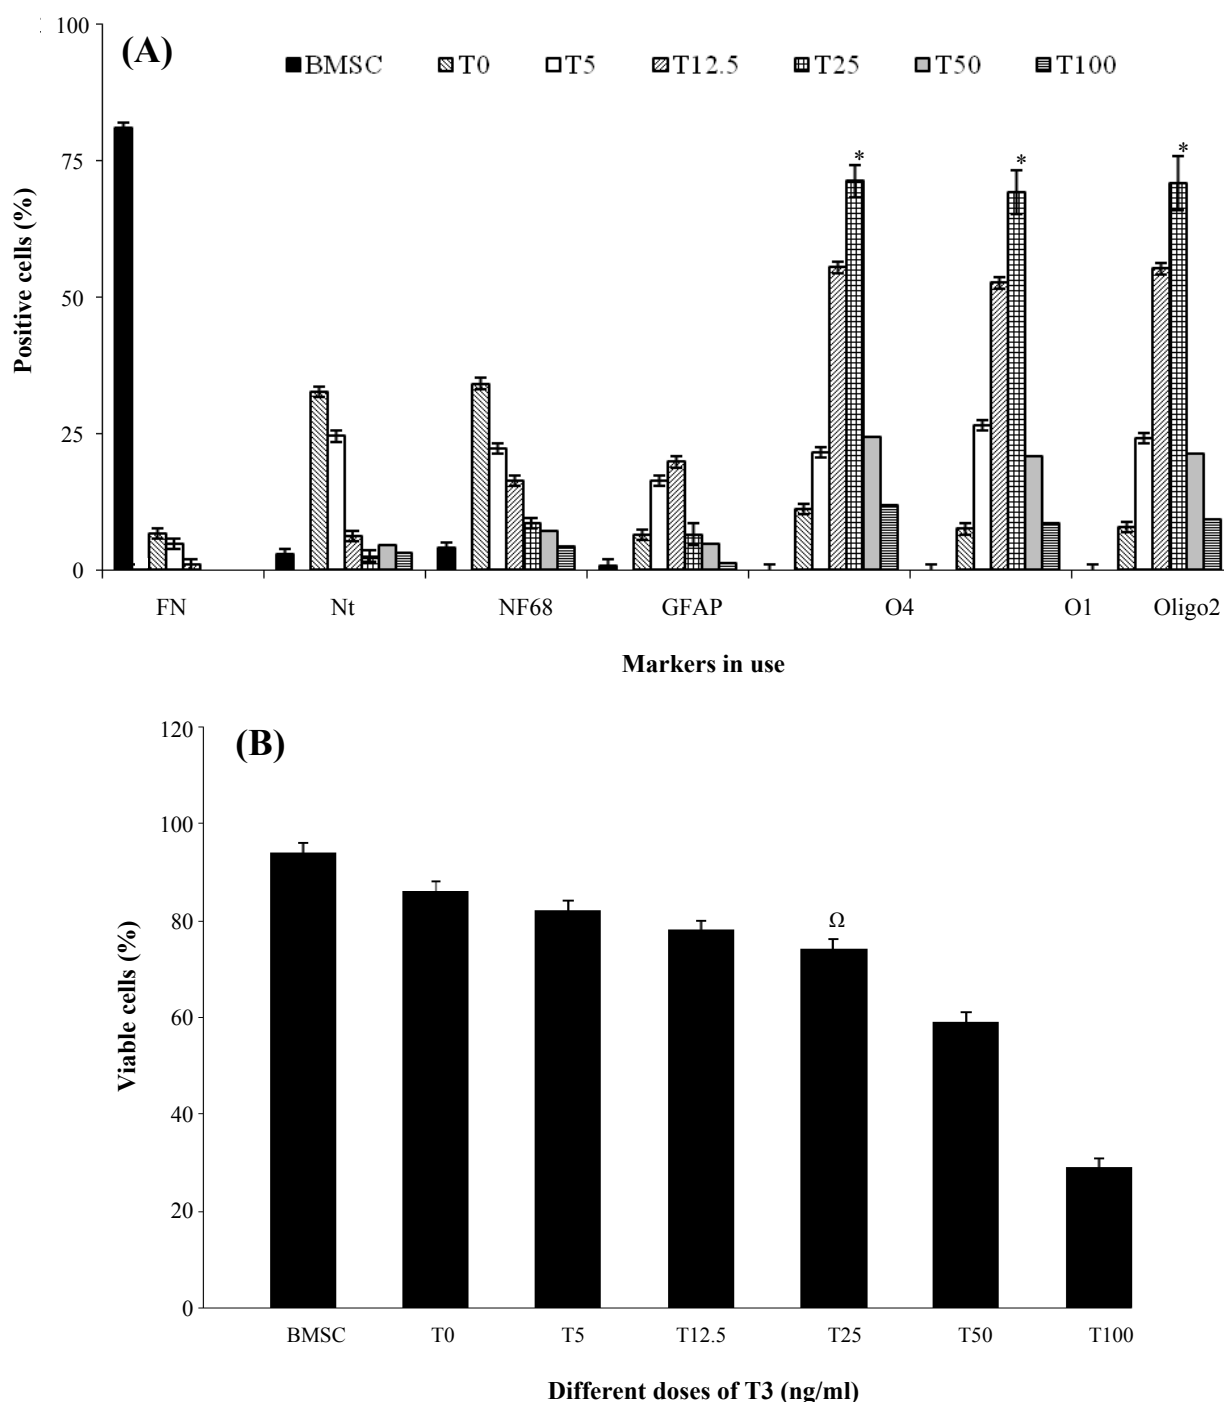 100
(A)
BMSC T0 T5 T12.5 T25 T50 T100
75
50
25
0
* * *
Positive cells (%)
FN Nt NF68 GFAP O4 O1 Oligo2
Markers in use
120
(B)
100
80
60
40
20
0
Ω
Viable cells (%)
BMSC T0 T5 T12.5 T25 T50 T100
Different doses of T3 (ng/ml)